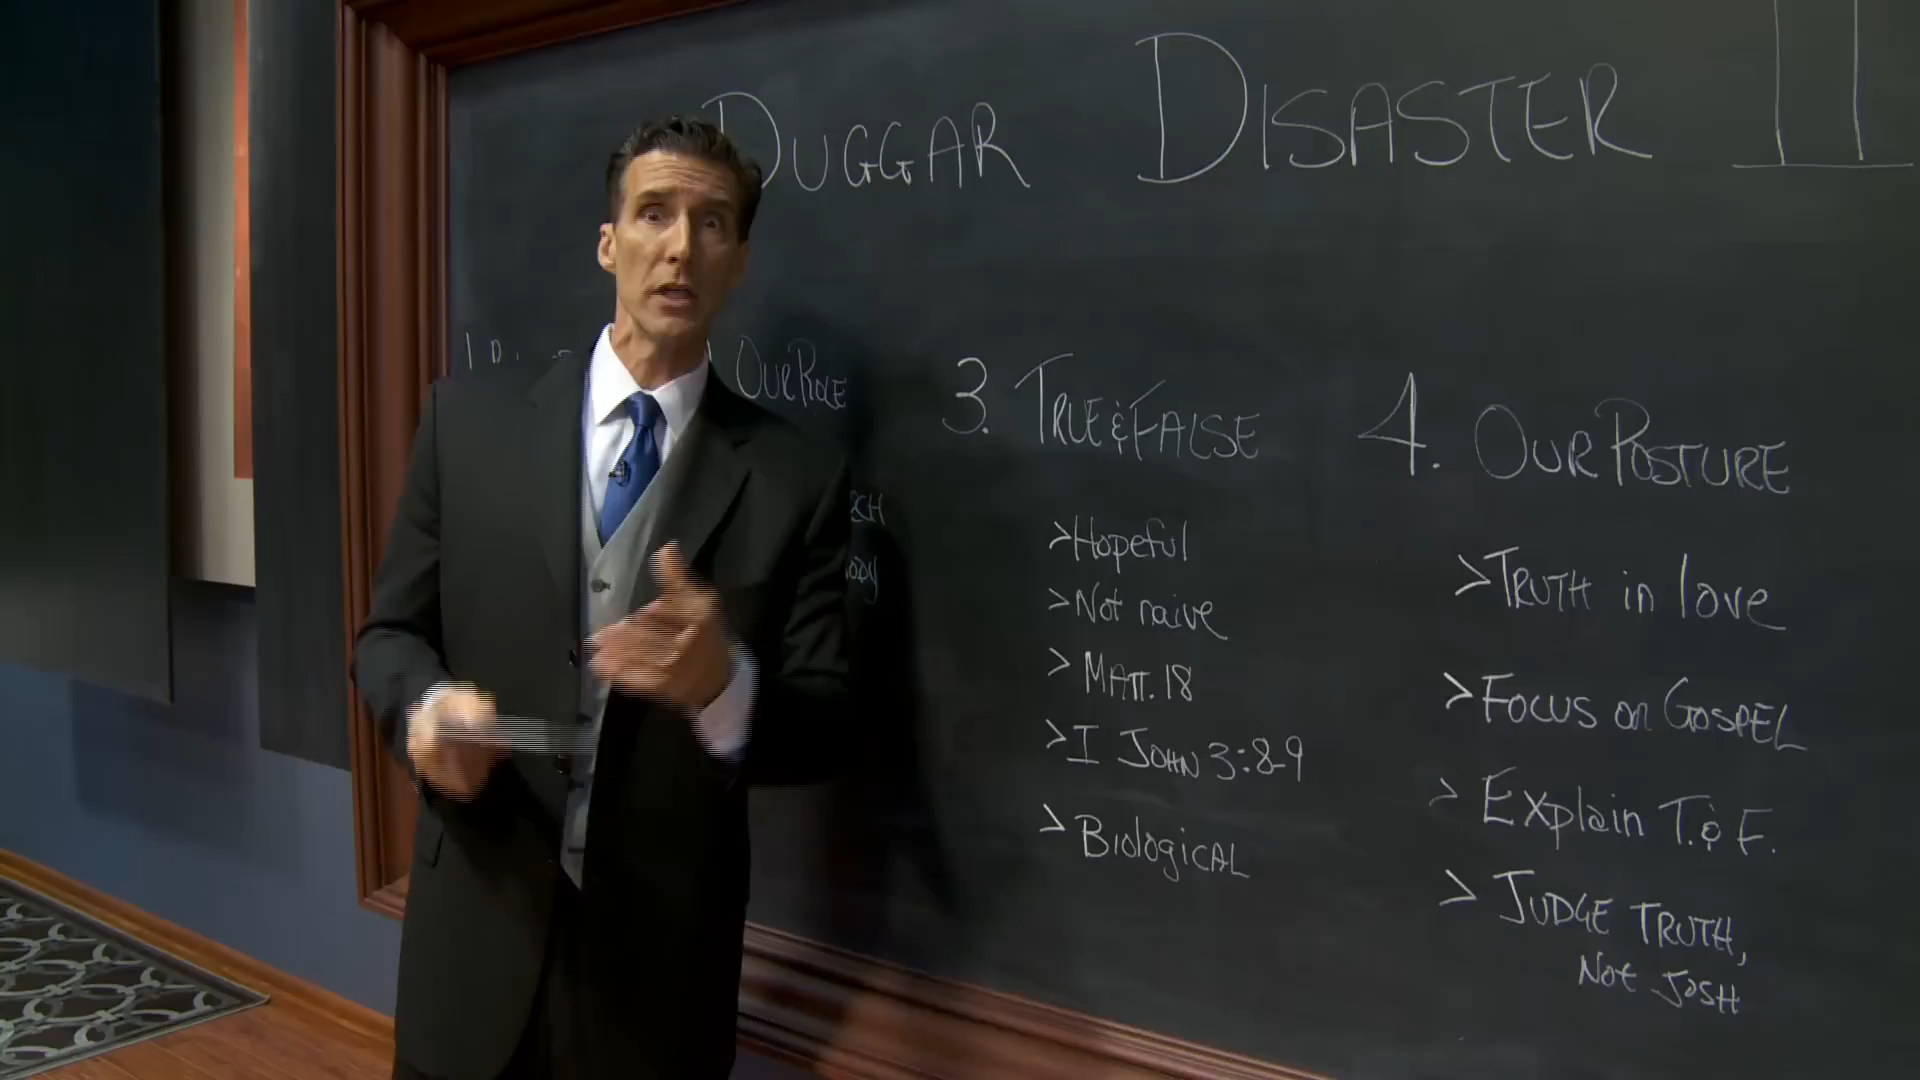 DUGGAR DISASTER II
OUR ROLE
3. TRUE & FALSE
>Hopeful
>Not naive
>MATT. 18
>I JOHN 3:8-9
>BiologicAL
4. OUR POSTURE
>TRUTH in love
>FOCUS on GOSPEL
>Explain T. & F.
>JUDGE TRUTH,
Not JOSH